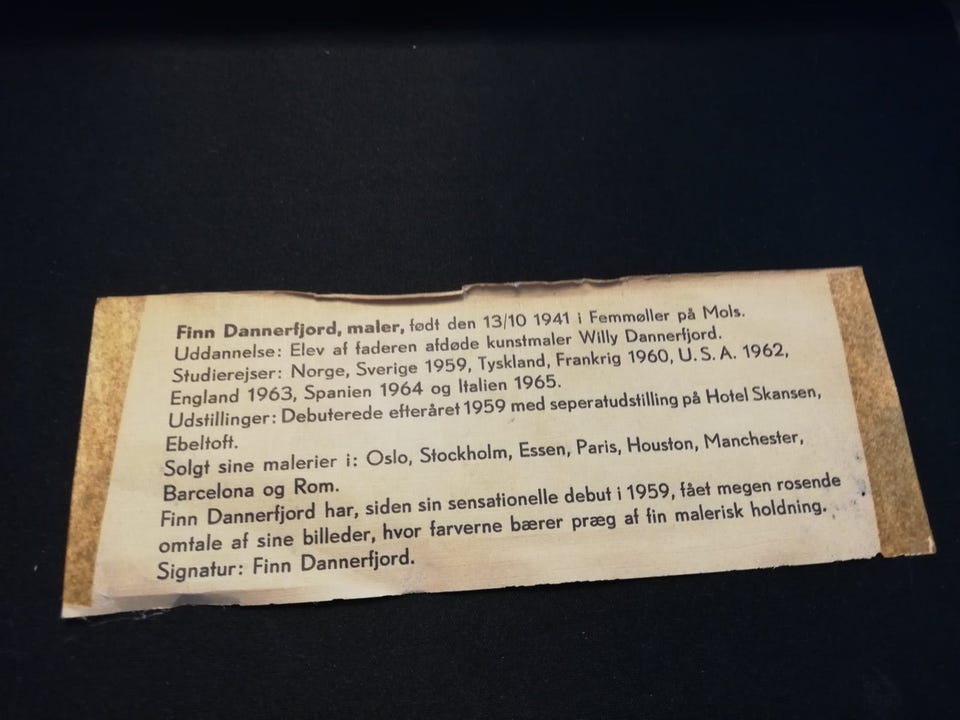 Finn Dannerfjord, maler, født den 13/10 1941 i Femmøller på Mols.
Uddannelse: Elev af faderen afdøde kunstmaler Willy Dannerfjord.
Studierejser: Norge, Sverige 1959, Tyskland, Frankrig 1960, U.S.A. 1962,
England 1963, Spanien 1964 og Italien 1965.
Udstillinger: Debuterede efteråret 1959 med seperatudstilling på Hotel Skansen,
Ebeltoft.
Solgt sine malerier i: Oslo, Stockholm, Essen, Paris, Houston, Manchester,
Barcelona og Rom.
Finn Dannerfjord har, siden sin sensationelle debut i 1959, fået megen rosende
omtale af sine billeder, hvor farverne bærer præg af fin malerisk holdning.
Signatur: Finn Dannerfjord.